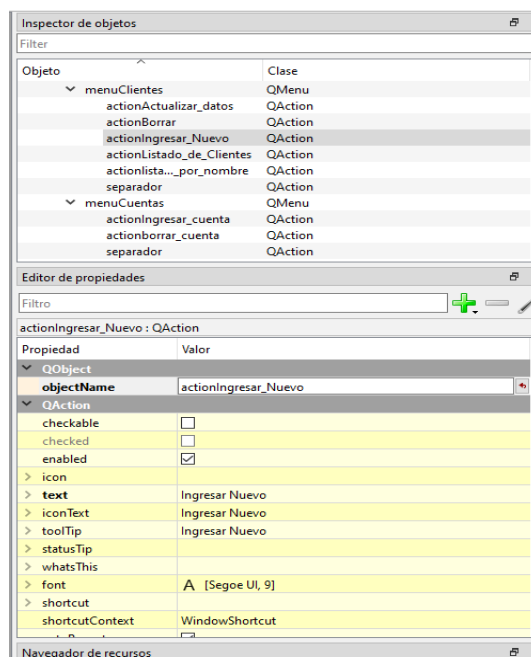 Inspector de objetos
Filter
Objeto Clase
menuClientes QMenu
actionActualizar_datos QAction
actionBorrar QAction
actionIngresar_Nuevo QAction
actionListado_de_Clientes QAction
actionlista..._por_nombre QAction
separador QAction
menuCuentas QMenu
actionIngresar_cuenta QAction
actionborrar_cuenta QAction
separador QAction
Editor de propiedades
Filtro
actionIngresar_Nuevo : QAction
Propiedad Valor
QObject
objectName actionIngresar_Nuevo
QAction
checkable
checked
enabled
icon
text Ingresar Nuevo
iconText Ingresar Nuevo
toolTip Ingresar Nuevo
statusTip
whatsThis
font A [Segoe UI, 9]
shortcut
shortcutContext WindowShortcut
Navegador de recursos